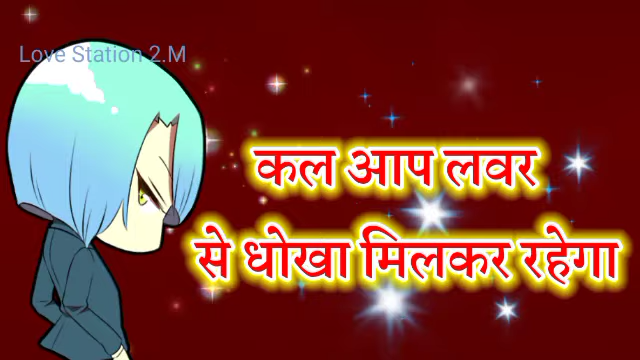 Love Station 2.M
कल आप लवर
से धोखा मिलकर रहेगा